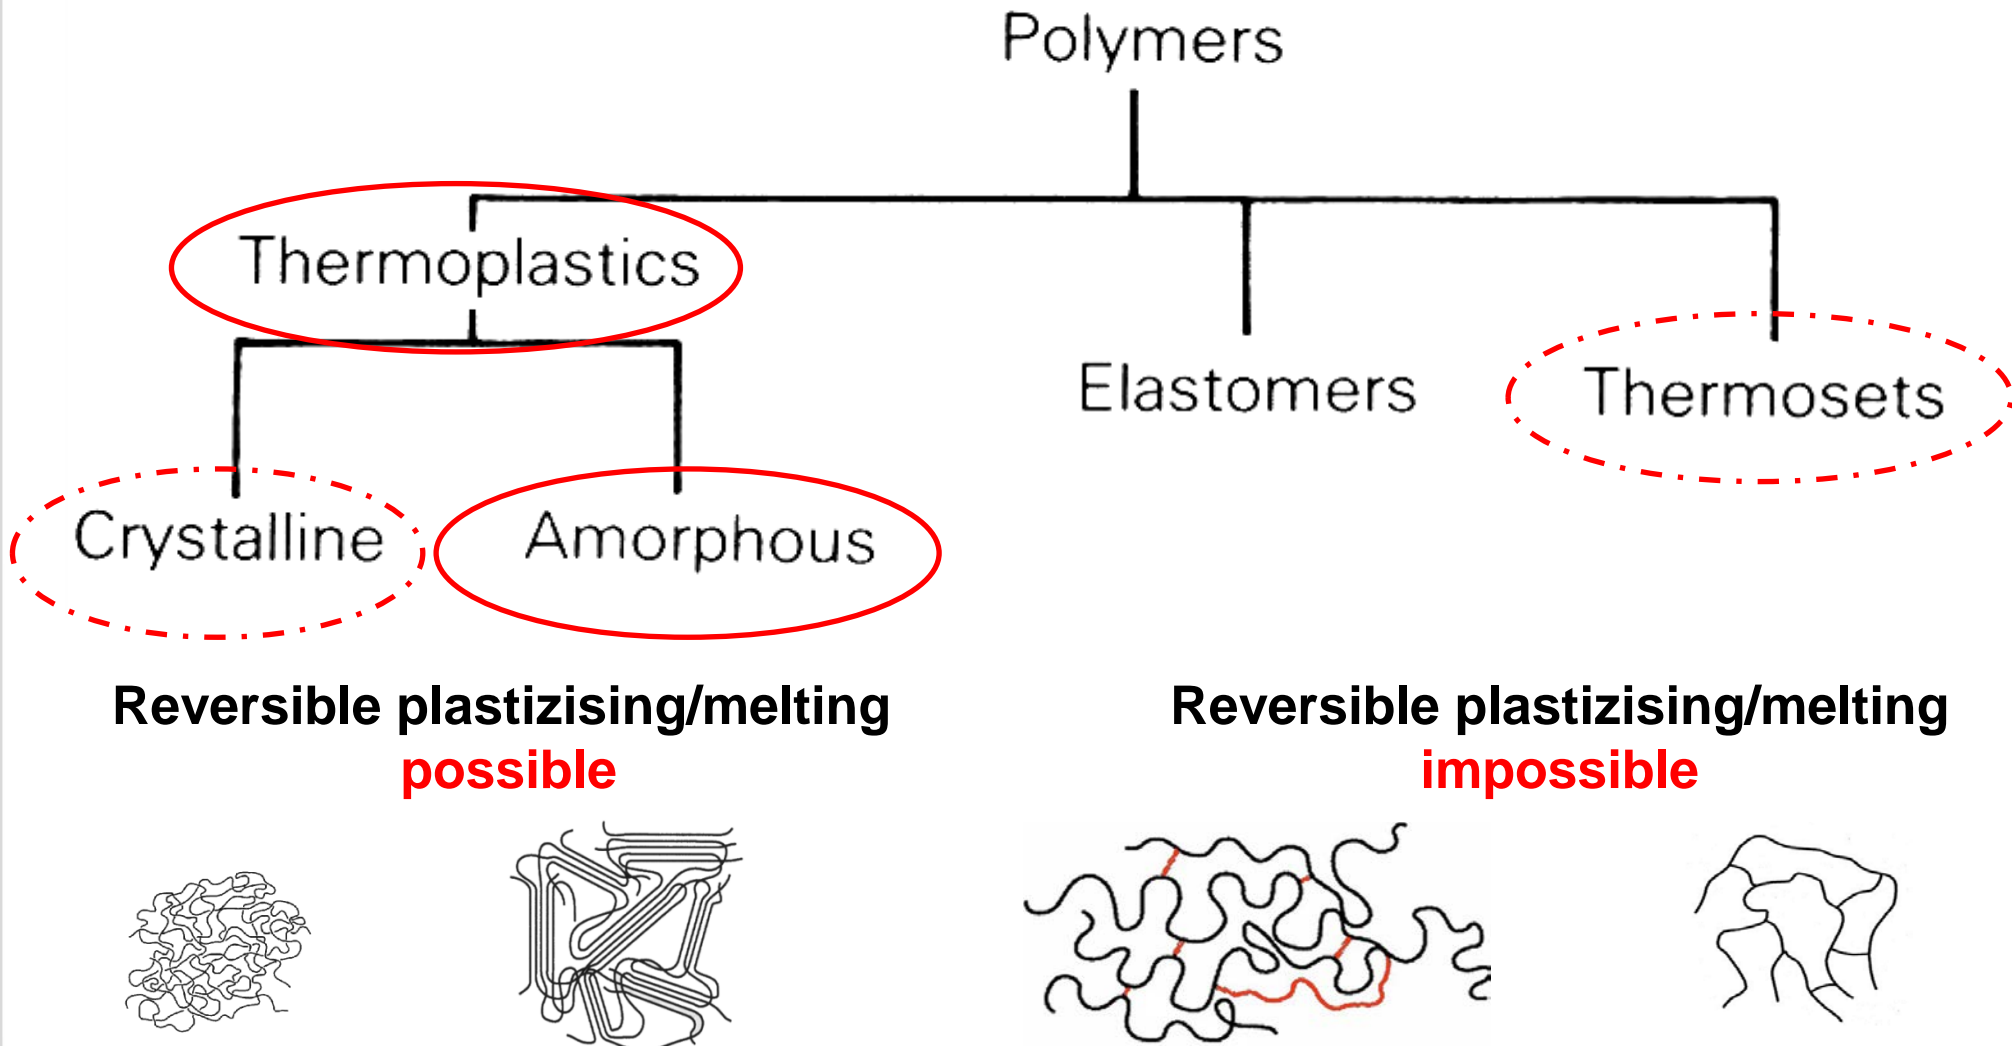 Polymers
Thermoplastics
Elastomers
Thermosets
Crystalline
Amorphous
Reversible plastizising/melting
possible
Reversible plastizising/melting
impossible